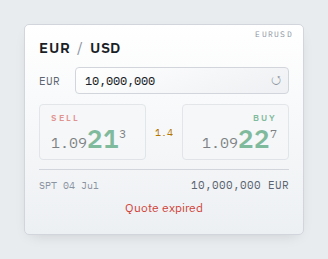 EURUSD
EUR / USD
EUR 10,000,000
SELL BUY
1.09213 1.4 1.09227
SPT 04 Jul 10,000,000 EUR
Quote expired